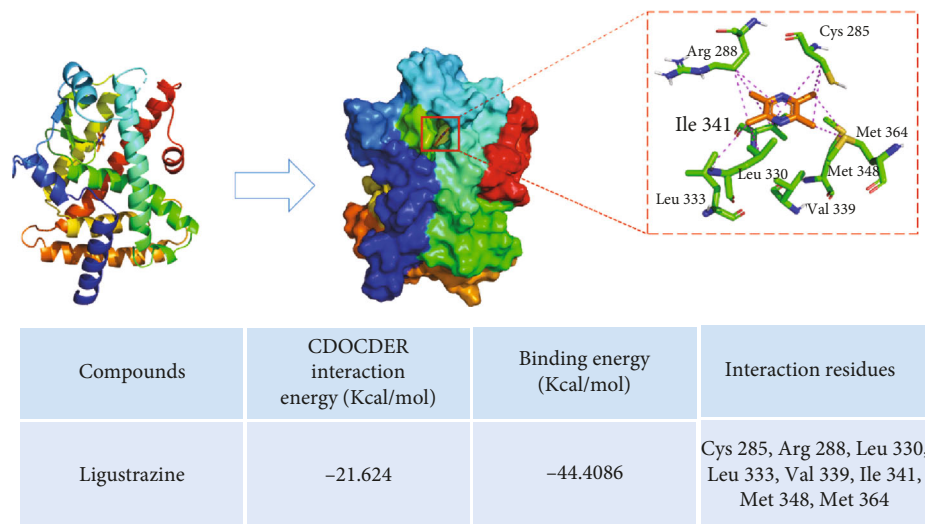 Arg 288
Cys 285
Ile 341
Met 364
Leu 330
Met 348
Leu 333
Val 339
Compounds
CDOCDER
interaction
energy (Kcal/mol)
Binding energy
(Kcal/mol)
Interaction residues
Ligustrazine
–21.624
–44.4086
Cys 285, Arg 288, Leu 330,
Leu 333, Val 339, Ile 341,
Met 348, Met 364